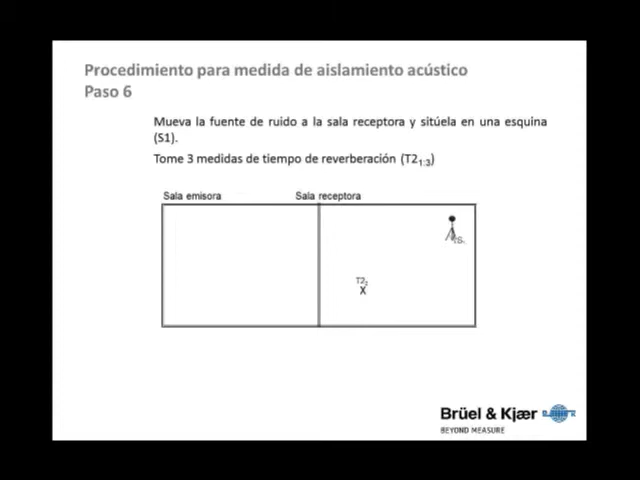 Procedimiento para medida de aislamiento acústico
Paso 6
Mueva la fuente de ruido a la sala receptora y sitúela en una esquina
(S1).
Tome 3 medidas de tiempo de reverberación (T2₁:₃)
Sala emisora Sala receptora
T2₂
X
Brüel & Kjær
BEYOND MEASURE